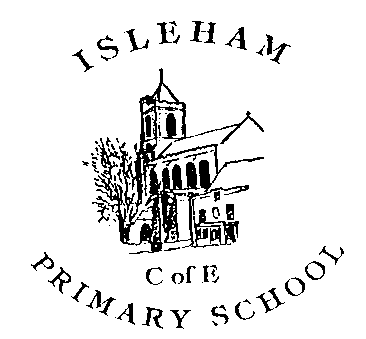 ISLEHAM
C of E
PRIMARY SCHOOL